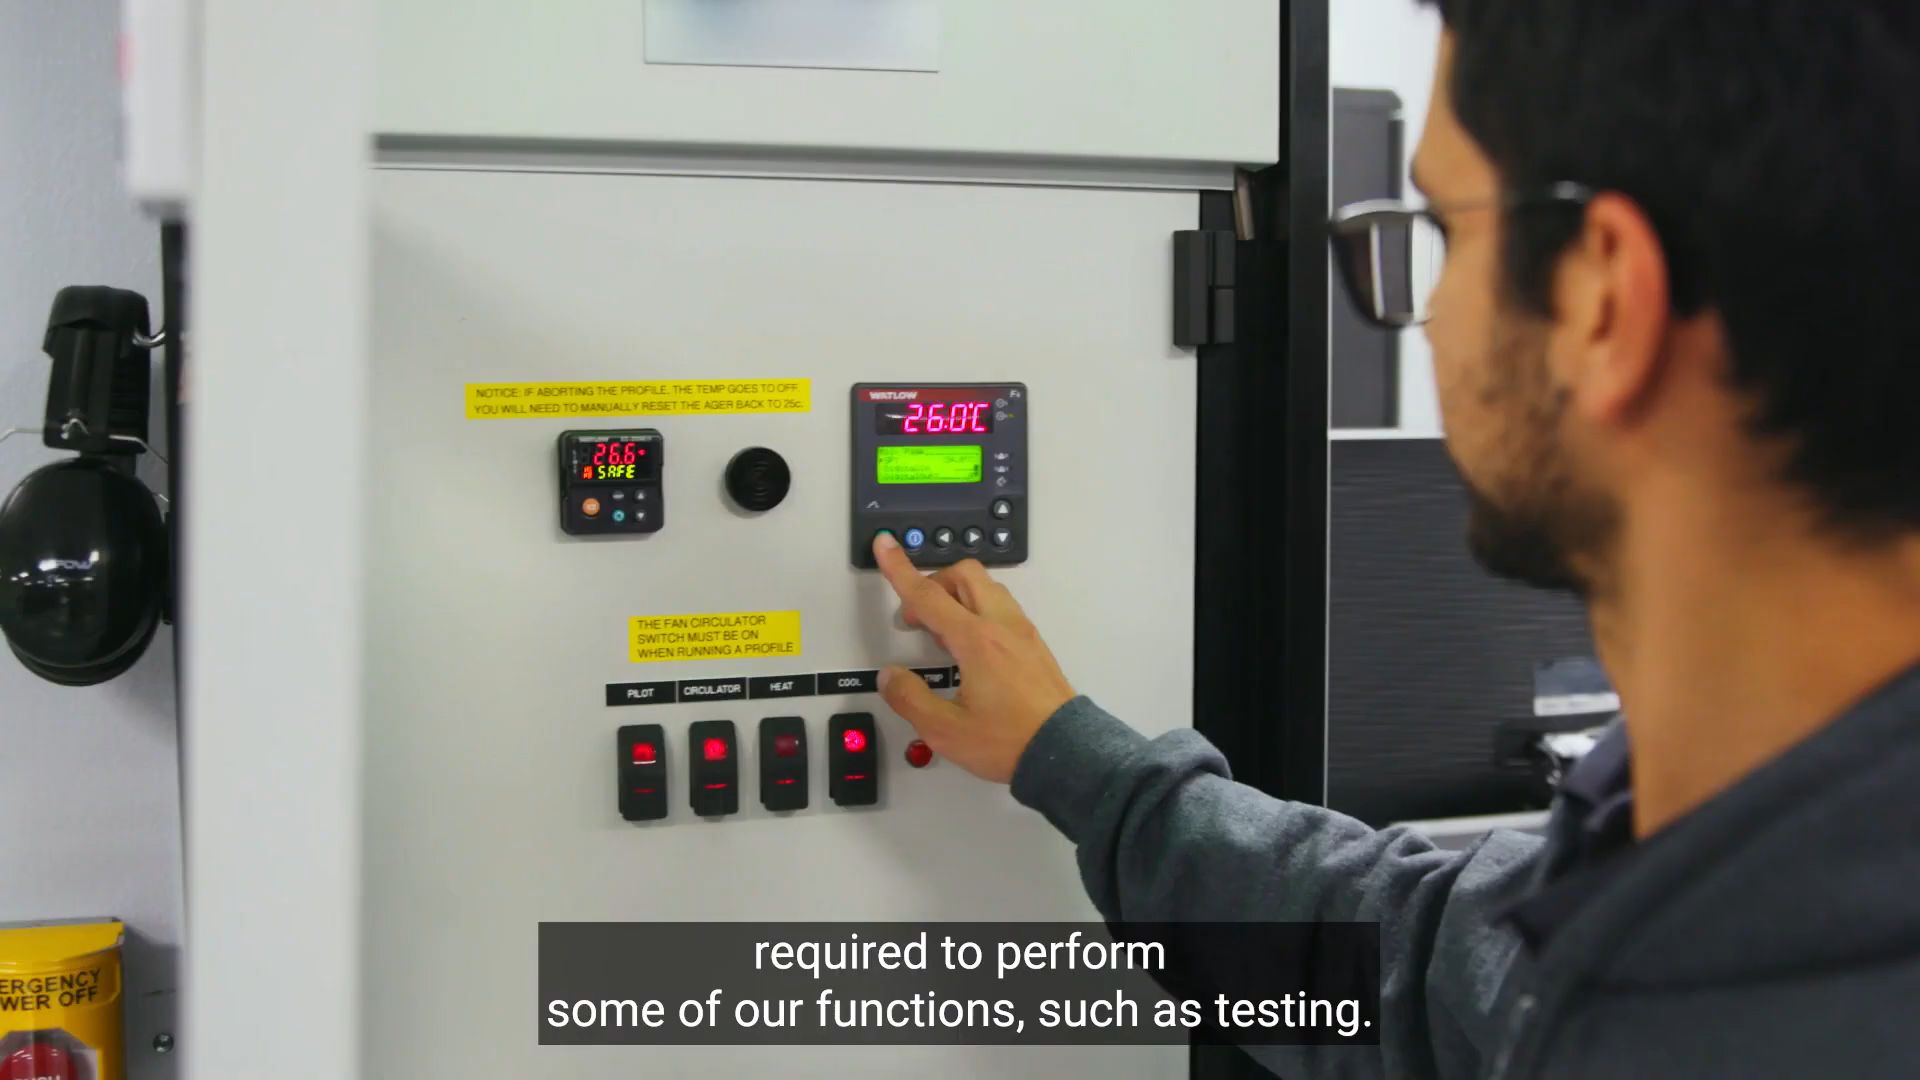 NOTICE: IF ABORTING THE PROFILE, THE TEMP GOES TO OFF
YOU WILL NEED TO MANUALLY RESET THE AGER BACK TO 25c.
WATLOW
F4
26.0°C
WATLOW
26.6
SAFE
THE FAN CIRCULATOR
SWITCH MUST BE ON
WHEN RUNNING A PROFILE
PILOT
CIRCULATOR
HEAT
COOL
TRIP
ERGENCY
WER OFF
required to perform
some of our functions, such as testing.